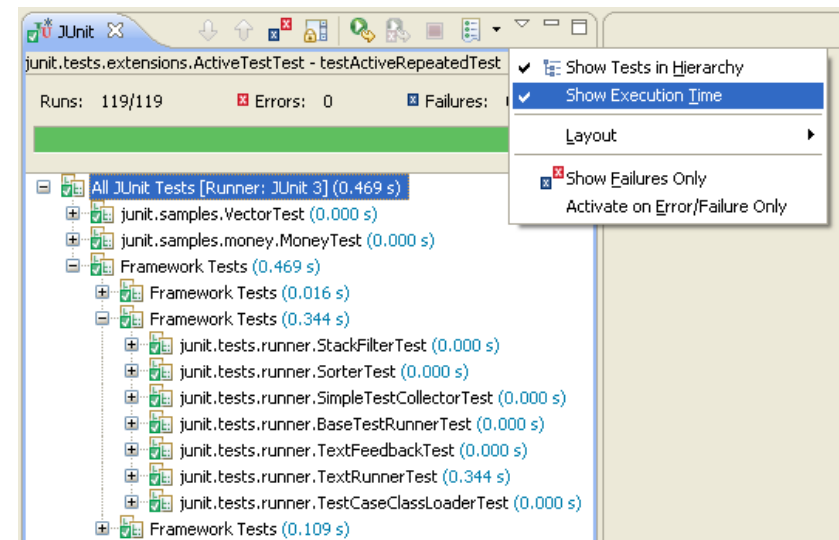 JUnit
junit.tests.extensions.ActiveTestTest - testActiveRepeatedTest
Runs: 119/119 Errors: 0 Failures:
Show Tests in Hierarchy
Show Execution Time
Layout
Show Failures Only
Activate on Error/Failure Only
All JUnit Tests [Runner: JUnit 3] (0.469 s)
junit.samples.VectorTest (0.000 s)
junit.samples.money.MoneyTest (0.000 s)
Framework Tests (0.469 s)
Framework Tests (0.016 s)
Framework Tests (0.344 s)
junit.tests.runner.StackFilterTest (0.000 s)
junit.tests.runner.SorterTest (0.000 s)
junit.tests.runner.SimpleTestCollectorTest (0.000 s)
junit.tests.runner.BaseTestRunnerTest (0.000 s)
junit.tests.runner.TextFeedbackTest (0.000 s)
junit.tests.runner.TextRunnerTest (0.344 s)
junit.tests.runner.TestCaseClassLoaderTest (0.000 s)
Framework Tests (0.109 s)